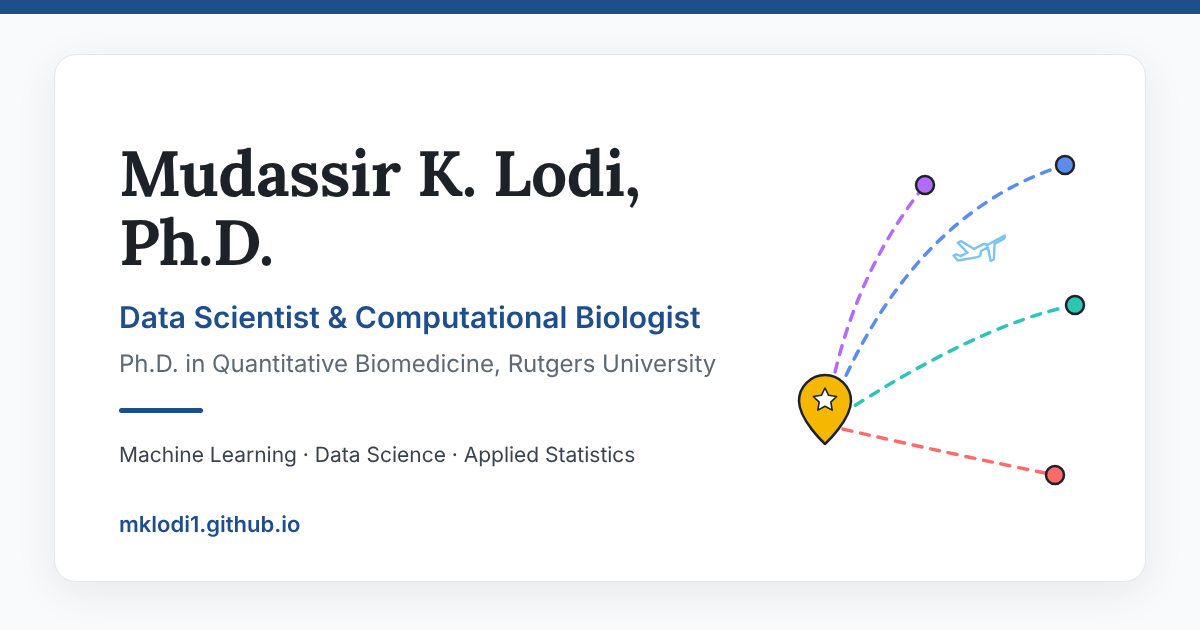 Mudassir K. Lodi,
Ph.D.
Data Scientist & Computational Biologist
Ph.D. in Quantitative Biomedicine, Rutgers University
Machine Learning · Data Science · Applied Statistics
mklodi1.github.io